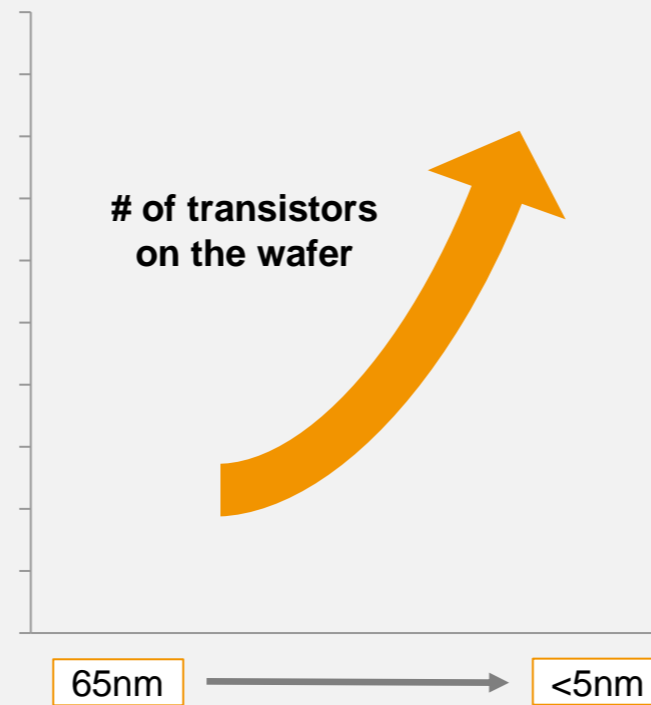 # of transistors
on the wafer
65nm
<5nm